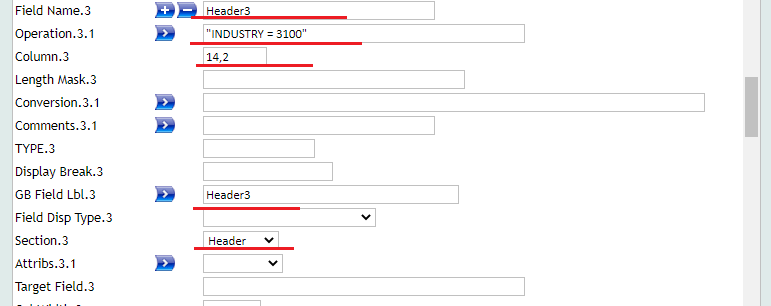 Field Name.3 Header3
Operation.3.1 "INDUSTRY = 3100"
Column.3 14,2
Length Mask.3
Conversion.3.1
Comments.3.1
TYPE.3
Display Break.3
GB Field Lbl.3 Header3
Field Disp Type.3
Section.3 Header
Attribs.3.1
Target Field.3